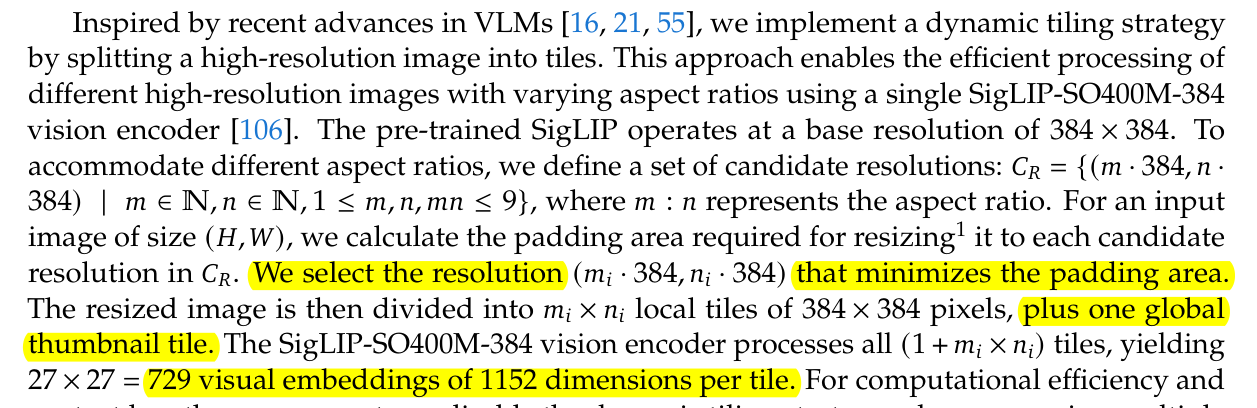 Inspired by recent advances in VLMs [16, 21, 55], we implement a dynamic tiling strategy
by splitting a high-resolution image into tiles. This approach enables the efficient processing of
different high-resolution images with varying aspect ratios using a single SigLIP-SO400M-384
vision encoder [106]. The pre-trained SigLIP operates at a base resolution of 384 × 384. To
accommodate different aspect ratios, we define a set of candidate resolutions: C_R = {(m · 384, n ·
384) | m ∈ ℕ, n ∈ ℕ, 1 ≤ m, n, mn ≤ 9}, where m : n represents the aspect ratio. For an input
image of size (H, W), we calculate the padding area required for resizing¹ it to each candidate
resolution in C_R. We select the resolution (m_i · 384, n_i · 384) that minimizes the padding area.
The resized image is then divided into m_i × n_i local tiles of 384 × 384 pixels, plus one global
thumbnail tile. The SigLIP-SO400M-384 vision encoder processes all (1 + m_i × n_i) tiles, yielding
27 × 27 = 729 visual embeddings of 1152 dimensions per tile. For computational efficiency and